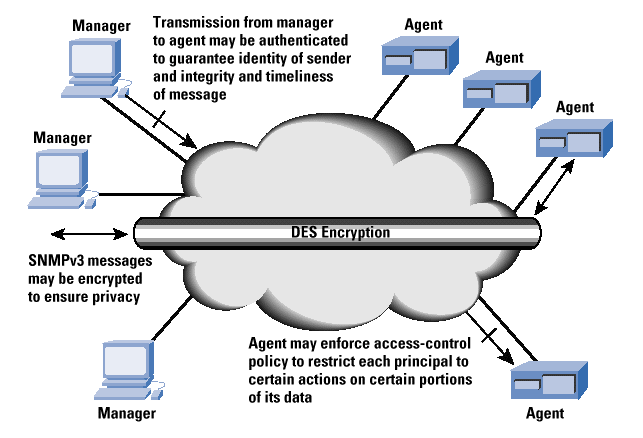 Manager
Transmission from manager
to agent may be authenticated
to guarantee identity of sender
and integrity and timeliness
of message
Agent
Agent
Agent
Manager
DES Encryption
SNMPv3 messages
may be encrypted
to ensure privacy
Agent may enforce access-control
policy to restrict each principal to
certain actions on certain portions
of its data
Manager
Agent